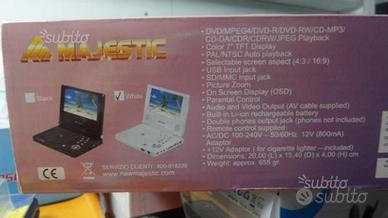 subito
MAJESTIC
Black
White
SERVIZIO CLIENTI
www.newmajestic.com
CE
• DVD/MPEG4/DVD-R/DVD-RW/CD-MP3/
CD-DA/CDR/CDRW/JPEG Playback
• Color 7" TFT Display
• PAL/NTSC Auto playback
• Selectable screen aspect (4:3 / 16:9)
• USB Input jack
• SD/MMC Input jack
• Picture Zoom
• On Screen Display (OSD)
• Parental Control
• Audio and Video Output (AV cable supplied)
• Built-in Li-ion rechargeable battery
• Double phones output jack (phones not included)
• Remote control supplied
• AC/DC 100-240V - 50/60Hz 12V (800mA)
Adaptor
• +12V Adaptor ( for cigarette lighter - included)
• Dimensions: 20,00 (L) x 15,40 (D) x 4,00 (H) cm
• Weight: approx. 655 gr.
subito
subito